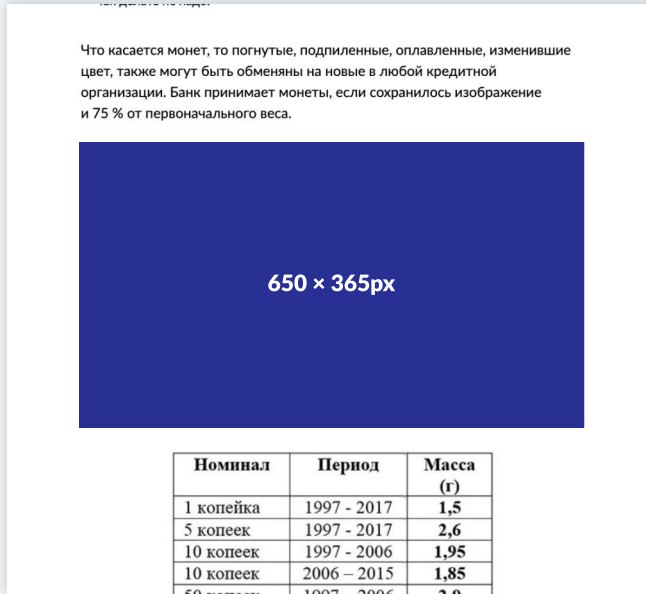 Что касается монет, то погнутые, подпиленные, оплавленные, изменившие
цвет, также могут быть обменяны на новые в любой кредитной
организации. Банк принимает монеты, если сохранилось изображение
и 75 % от первоначального веса.
650 × 365px
Номинал Период Масса
(г)
1 копейка 1997 - 2017 1,5
5 копеек 1997 - 2017 2,6
10 копеек 1997 - 2006 1,95
10 копеек 2006 – 2015 1,85